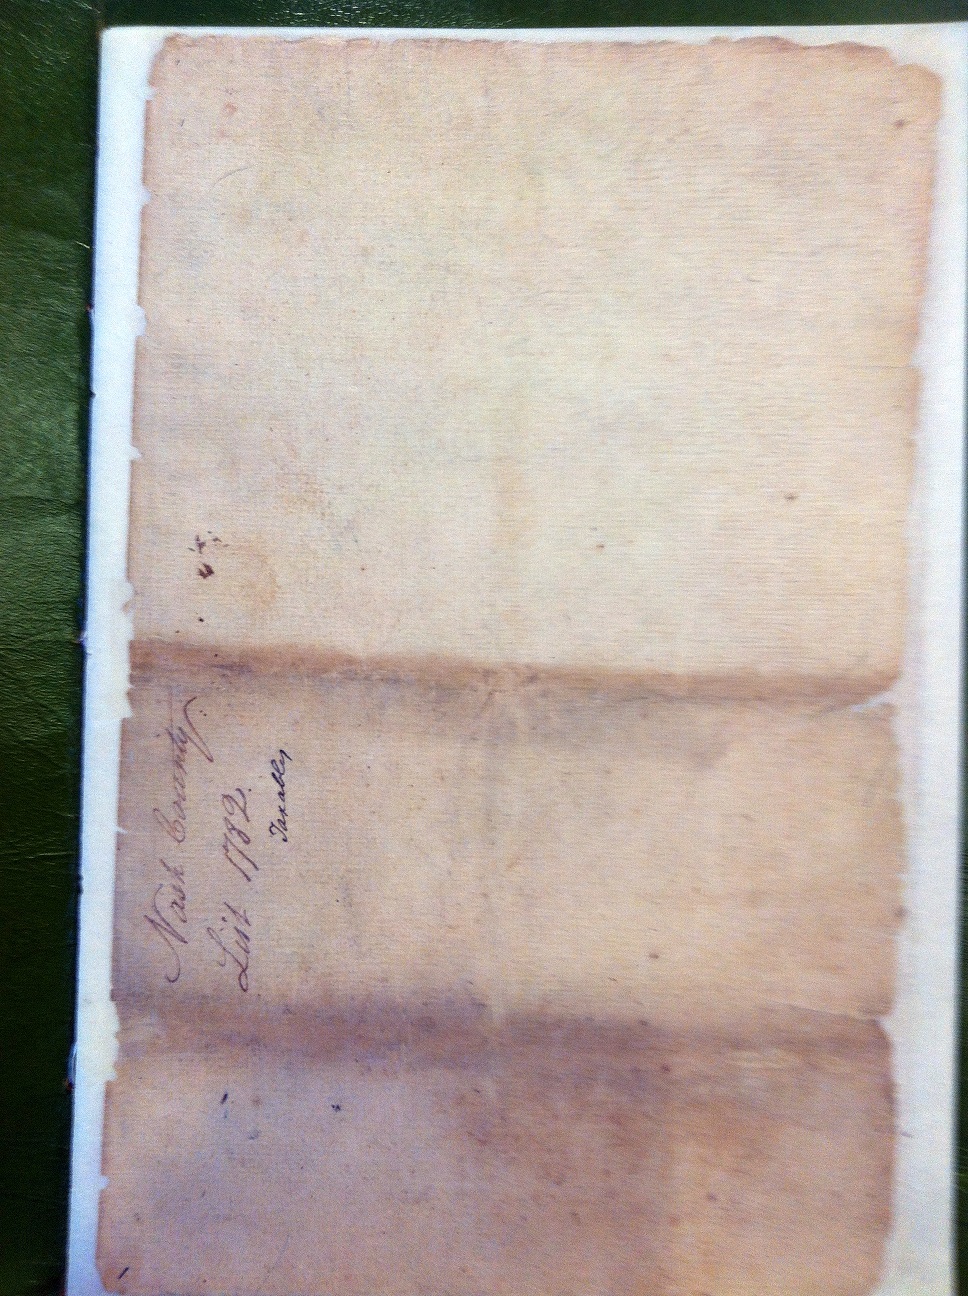 Nash County
List 1782.
Taxables